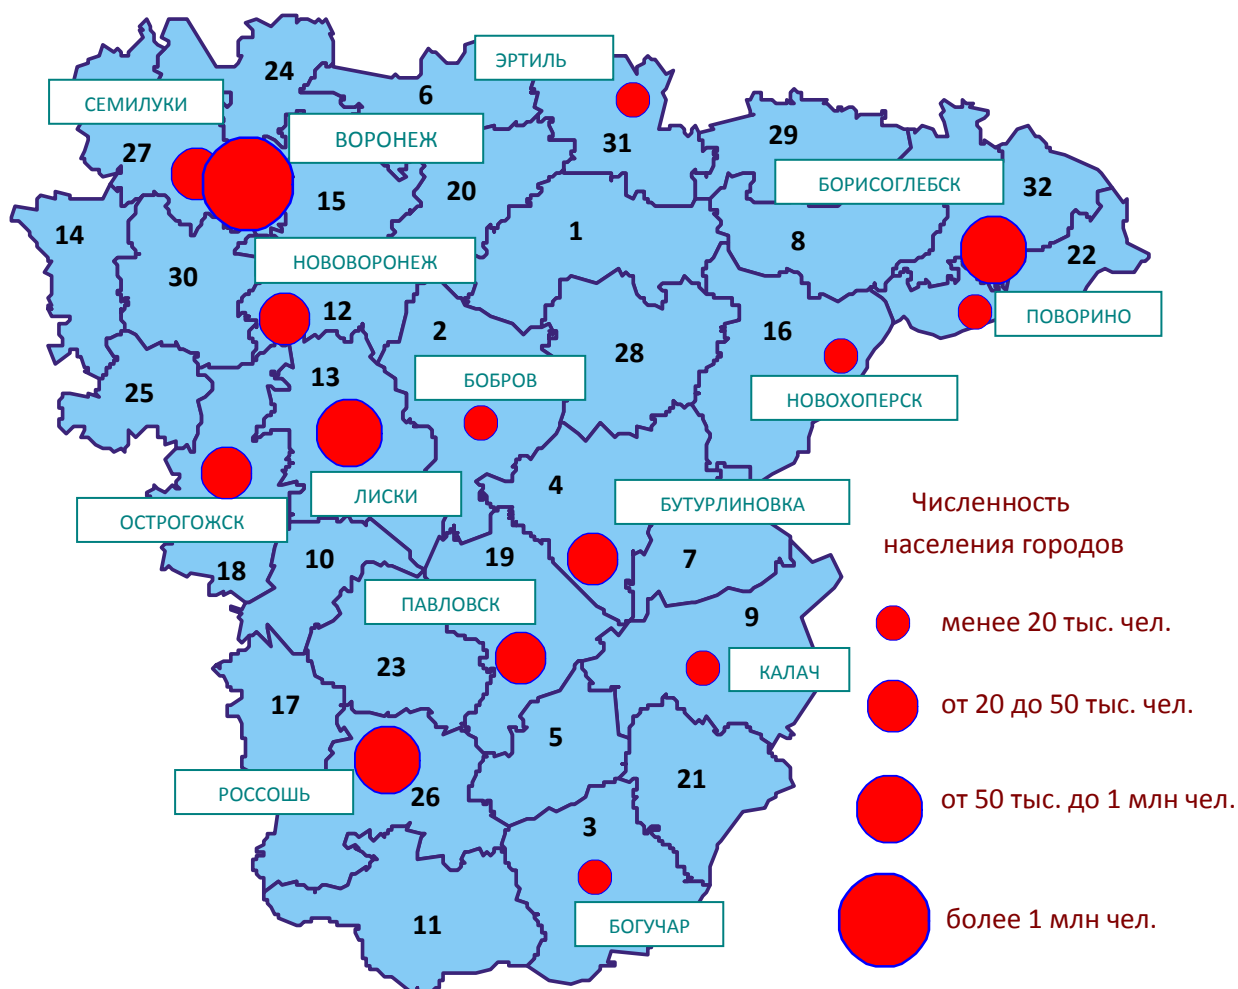 ЭРТИЛЬ
24
6
СЕМИЛУКИ
ВОРОНЕЖ
29
27
31
БОРИСОГЛЕБСК
32
15
20
14
1
8
22
30
НОВОВОРОНЕЖ
12
2
16
ПОВОРИНО
28
13
БОБРОВ
25
НОВОХОПЕРСК
ЛИСКИ
4
БУТУРЛИНОВКА
ОСТРОГОЖСК
Численность
населения городов
18
10
19
7
ПАВЛОВСК
9
менее 20 тыс. чел.
23
КАЛАЧ
17
от 20 до 50 тыс. чел.
5
21
РОССОШЬ
26
от 50 тыс. до 1 млн чел.
3
11
БОГУЧАР
более 1 млн чел.